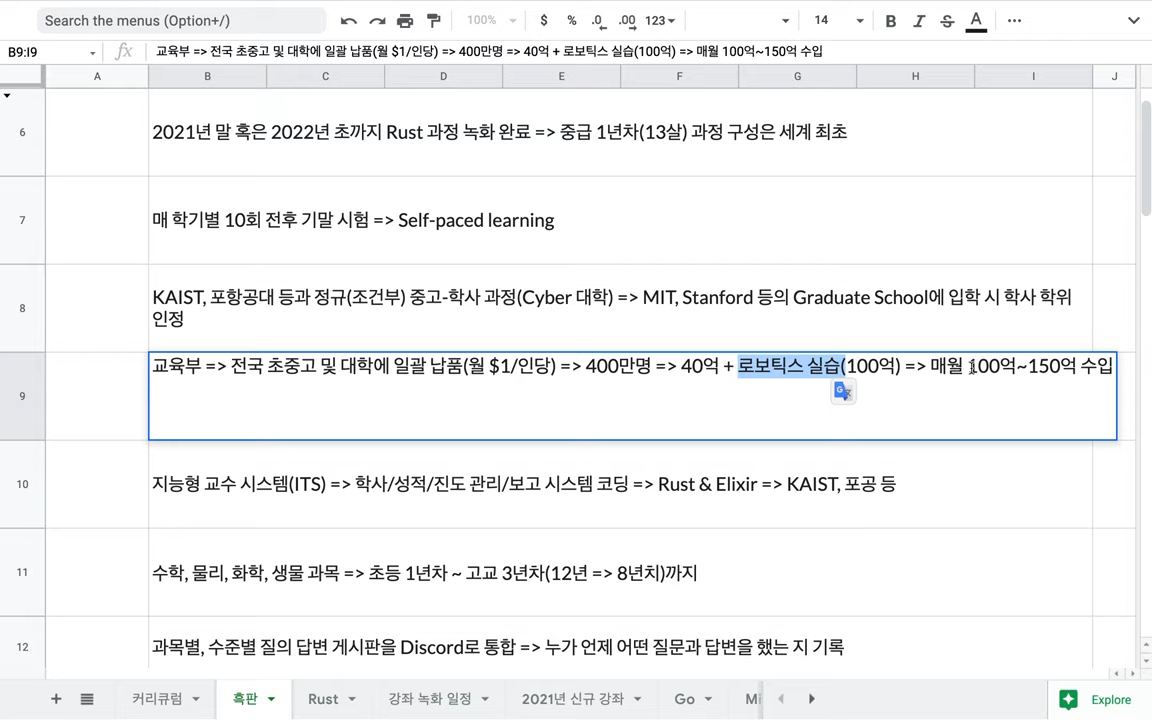 Search the menus (Option+/)
100%
$ % .0 .00 123
14
B I S A
B9:I9
fx
교육부 => 전국 초중고 및 대학에 일괄 납품(월 $1/인당) => 400만명 => 40억 + 로보틱스 실습(100억) => 매월 100억~150억 수입
A B C D E F G H I J
6
2021년 말 혹은 2022년 초까지 Rust 과정 녹화 완료 => 중급 1년차(13살) 과정 구성은 세계 최초
7
매 학기별 10회 전후 기말 시험 => Self-paced learning
8
KAIST, 포항공대 등과 정규(조건부) 중고-학사 과정(Cyber 대학) => MIT, Stanford 등의 Graduate School에 입학 시 학사 학위
인정
9
교육부 => 전국 초중고 및 대학에 일괄 납품(월 $1/인당) => 400만명 => 40억 + 로보틱스 실습(100억) => 매월 100억~150억 수입
10
지능형 교수 시스템(ITS) => 학사/성적/진도 관리/보고 시스템 코딩 => Rust & Elixir => KAIST, 포공 등
11
수학, 물리, 화학, 생물 과목 => 초등 1년차 ~ 고교 3년차(12년 => 8년치)까지
12
과목별, 수준별 질의 답변 게시판을 Discord로 통합 => 누가 언제 어떤 질문과 답변을 했는 지 기록
커리큐럼 흑판 Rust 강좌 녹화 일정 2021년 신규 강좌 Go Mi
Explore